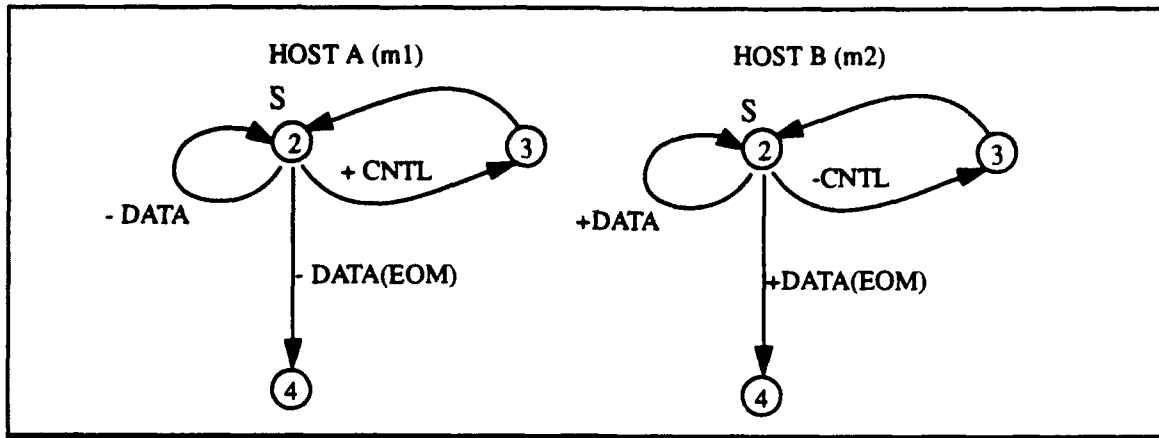 HOST A (m1)
S
2
3
+ CNTL
- DATA
- DATA(EOM)
4
HOST B (m2)
S
2
3
-CNTL
+DATA
+DATA(EOM)
4